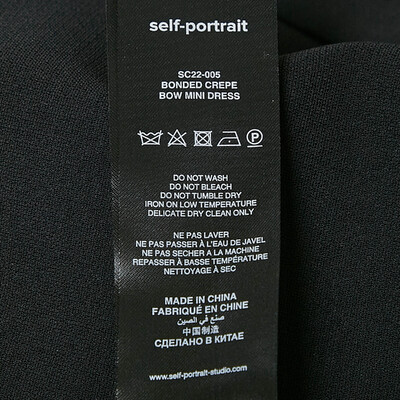 self-portrait
SC22-005
BONDED CREPE
BOW MINI DRESS
P
DO NOT WASH
DO NOT BLEACH
DO NOT TUMBLE DRY
IRON ON LOW TEMPERATURE
DELICATE DRY CLEAN ONLY
NE PAS LAVER
NE PAS PASSER À L'EAU DE JAVEL
NE PAS SECHER A LA MACHINE
REPASSER À BASSE TEMPÉRATURE
NETTOYAGE À SEC
MADE IN CHINA
FABRIQUÉ EN CHINE
صنع في الصين
中国制造
СДЕЛАНО В КИТАЕ
www.self-portrait-studio.com